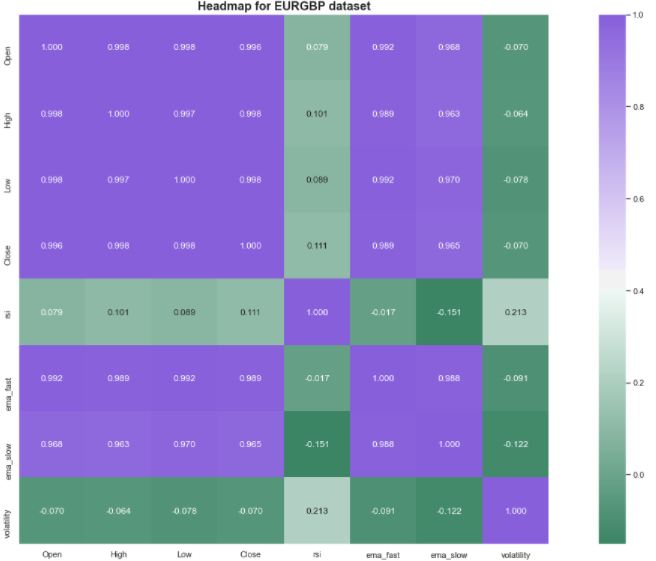 Headmap for EURGBP dataset
Open 1.000 0.998 0.998 0.996 0.079 0.992 0.968 -0.070
High 0.998 1.000 0.997 0.998 0.101 0.989 0.963 -0.064
Low 0.998 0.997 1.000 0.998 0.089 0.992 0.970 -0.078
Close 0.996 0.998 0.998 1.000 0.111 0.989 0.965 -0.070
rsi 0.079 0.101 0.089 0.111 1.000 -0.017 -0.151 0.213
ema_fast 0.992 0.989 0.992 0.989 -0.017 1.000 0.988 -0.091
ema_slow 0.968 0.963 0.970 0.965 -0.151 0.988 1.000 -0.122
volatility -0.070 -0.064 -0.078 -0.070 0.213 -0.091 -0.122 1.000
Open High Low Close rsi ema_fast ema_slow volatility
1.0
0.8
0.6
0.4
0.2
0.0